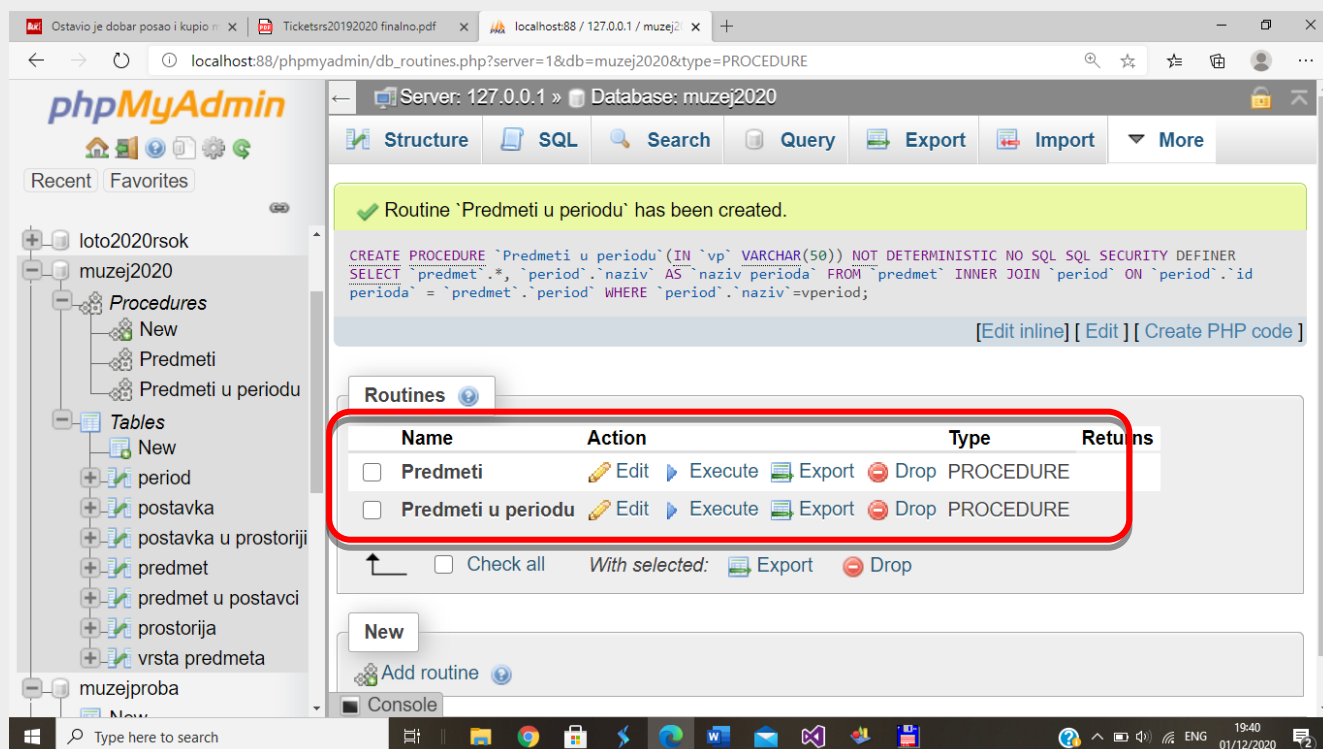 Ostavio je dobar posao i kupio
Ticketsrs20192020 finalno.pdf
localhost:88 / 127.0.0.1 / muzej2
localhost:88/phpmyadmin/db_routines.php?server=1&db=muzej2020&type=PROCEDURE
phpMyAdmin
Recent Favorites
loto2020rsok
muzej2020
Procedures
New
Predmeti
Predmeti u periodu
Tables
New
period
postavka
postavka u prostoriji
predmet
predmet u postavci
prostorija
vrsta predmeta
muzejproba
New
Server: 127.0.0.1 » Database: muzej2020
Structure SQL Search Query Export Import More
Routine `Predmeti u periodu` has been created.
CREATE PROCEDURE `Predmeti u periodu`(IN `vp` VARCHAR(50)) NOT DETERMINISTIC NO SQL SQL SECURITY DEFINER
SELECT `predmet`.*, `period`.`naziv` AS `naziv perioda` FROM `predmet` INNER JOIN `period` ON `period`.`id
perioda` = `predmet`.`period` WHERE `period`.`naziv`=vperiod;
[Edit inline] [ Edit ] [ Create PHP code ]
Routines
Name Action Type Returns
Predmeti Edit Execute Export Drop PROCEDURE
Predmeti u periodu Edit Execute Export Drop PROCEDURE
Check all With selected: Export Drop
New
Add routine
Console
Type here to search
ENG
19:40
01/12/2020